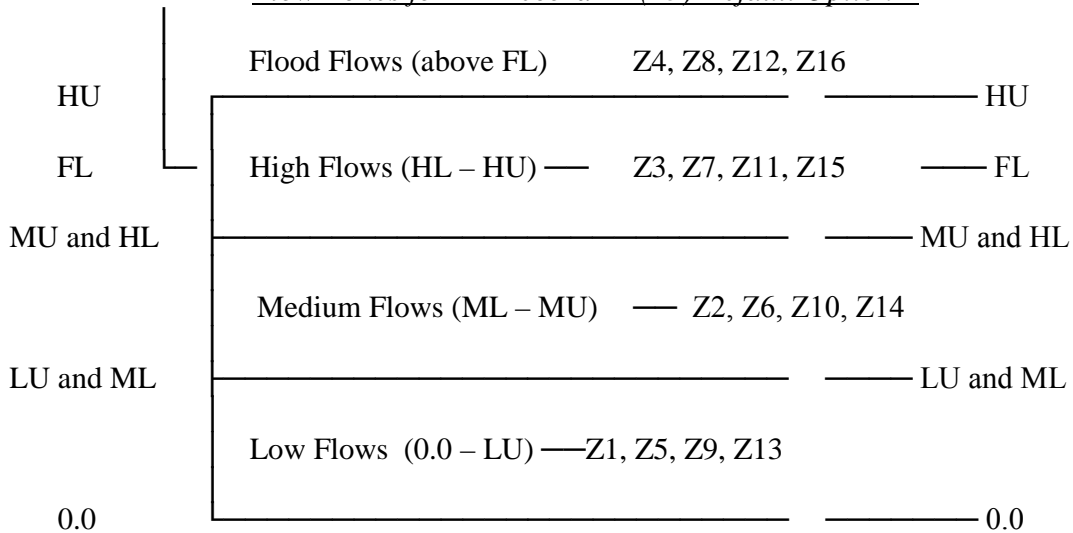 Flood Flows (above FL) Z4, Z8, Z12, Z16
HU HU
FL High Flows (HL – HU) Z3, Z7, Z11, Z15 FL
MU and HL MU and HL
Medium Flows (ML – MU) Z2, Z6, Z10, Z14
LU and ML LU and ML
Low Flows (0.0 – LU) Z1, Z5, Z9, Z13
0.0 0.0